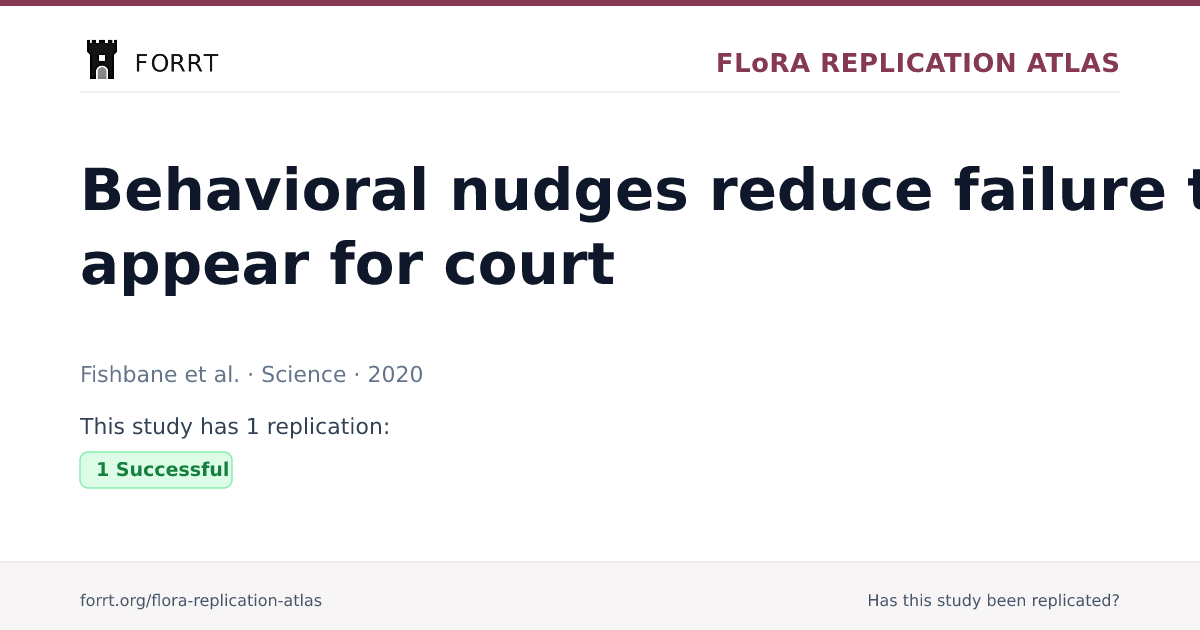 FORRT
FLoRA REPLICATION ATLAS
Behavioral nudges reduce failure t
appear for court
Fishbane et al. · Science · 2020
This study has 1 replication:
1 Successful
forrt.org/flora-replication-atlas
Has this study been replicated?